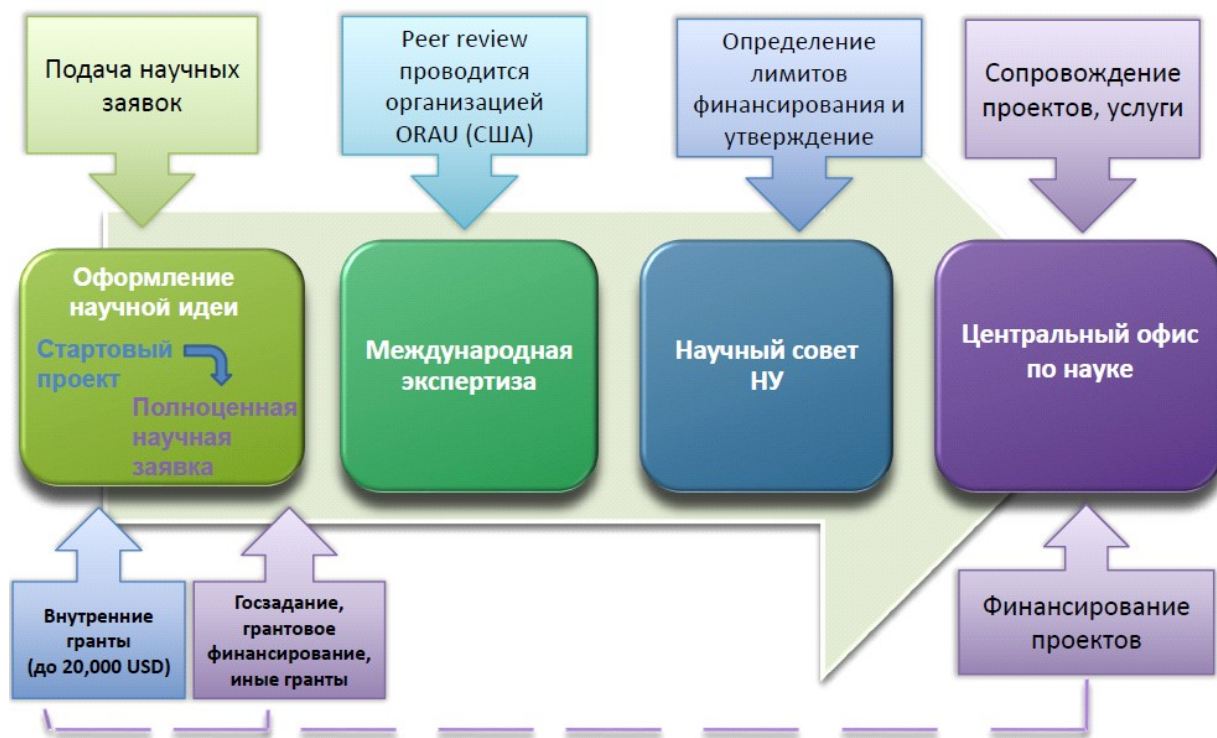 Подача научных
заявок
Peer review
проводится
организацией
ORAU (США)
Определение
лимитов
финансирования и
утверждение
Сопровождение
проектов, услуги
Оформление
научной идеи
Стартовый
проект
Полноценная
научная
заявка
Международная
экспертиза
Научный совет
НУ
Центральный офис
по науке
Внутренние
гранты
(до 20,000 USD)
Госзадание,
грантовое
финансирование,
иные гранты
Финансирование
проектов